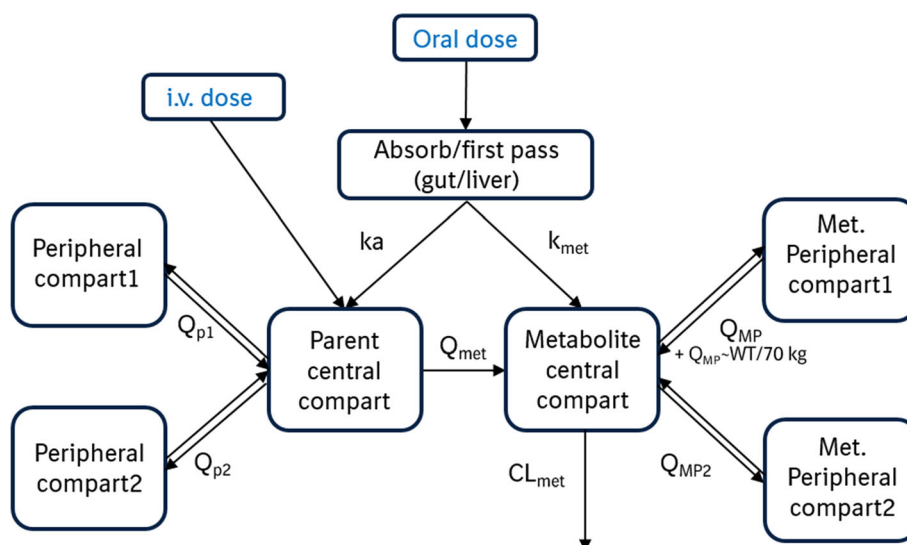 Oral dose
i.v. dose
Absorb/first pass
(gut/liver)
ka
kmet
Peripheral
compart1
Met.
Peripheral
compart1
Qp1
Parent
central
compart
Qmet
Metabolite
central
compart
QMP
+ QMP~WT/70 kg
Peripheral
compart2
Qp2
CLmet
QMP2
Met.
Peripheral
compart2